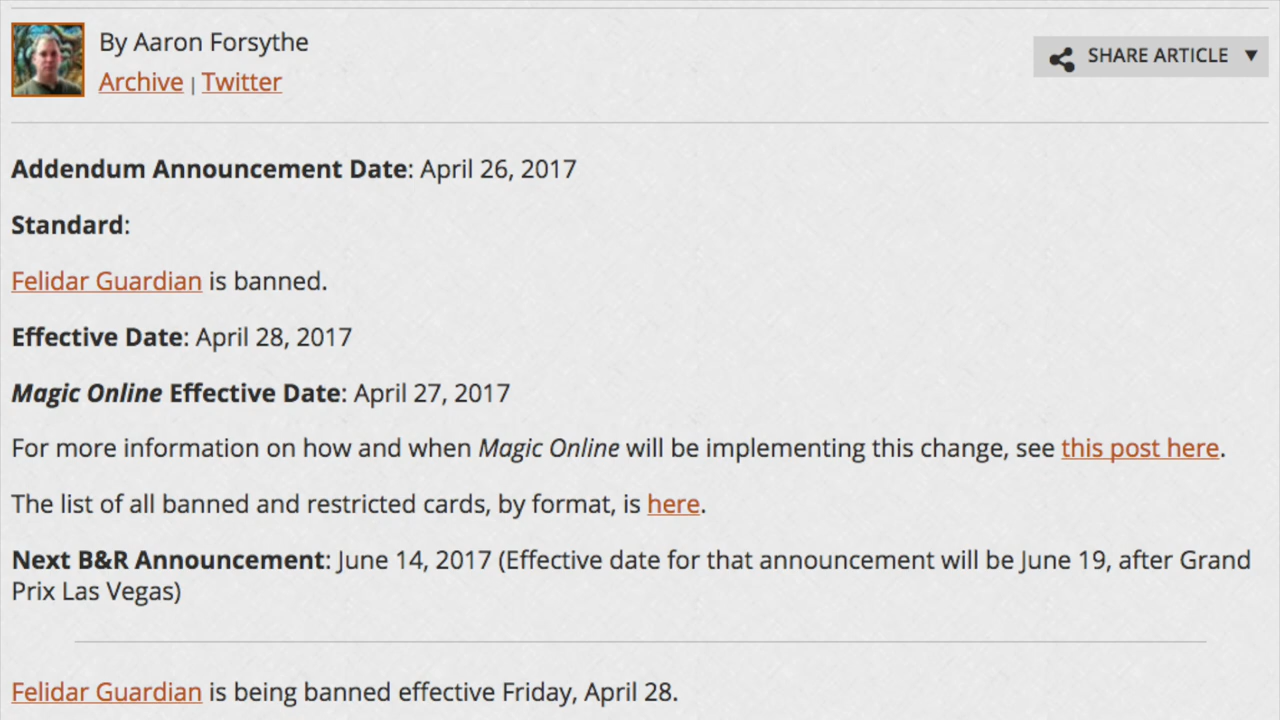 By Aaron Forsythe
SHARE ARTICLE ▼
Archive | Twitter
Addendum Announcement Date: April 26, 2017
Standard:
Felidar Guardian is banned.
Effective Date: April 28, 2017
Magic Online Effective Date: April 27, 2017
For more information on how and when Magic Online will be implementing this change, see this post here.
The list of all banned and restricted cards, by format, is here.
Next B&R Announcement: June 14, 2017 (Effective date for that announcement will be June 19, after Grand
Prix Las Vegas)
Felidar Guardian is being banned effective Friday, April 28.